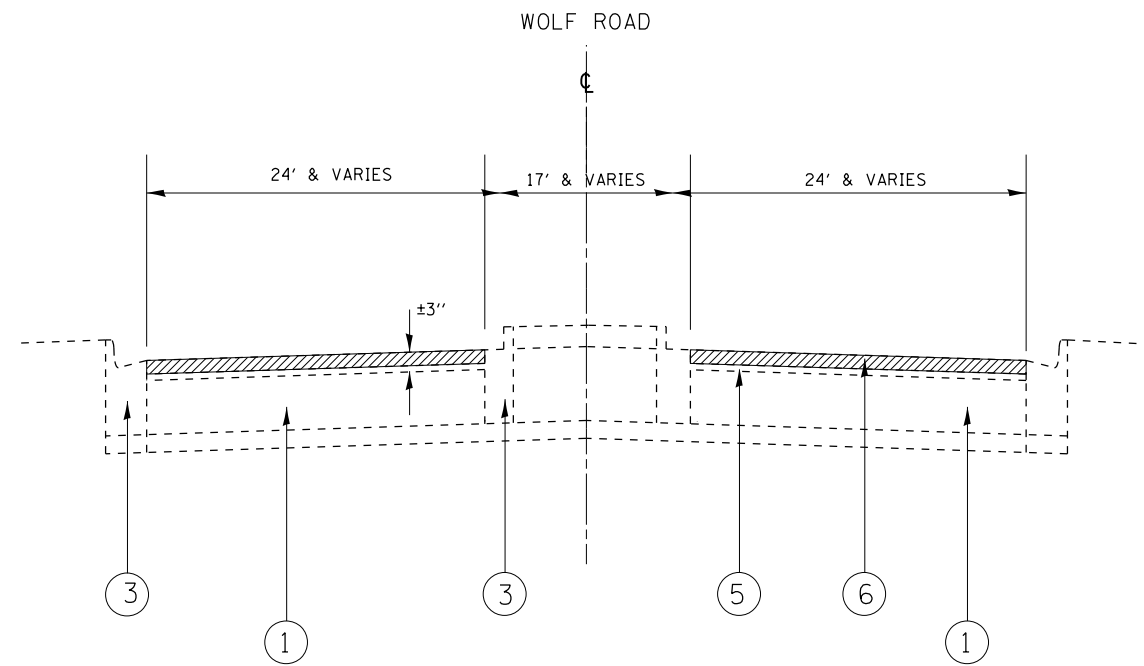 WOLF ROAD
℄
24' & VARIES
17' & VARIES
24' & VARIES
±3''
3
3
5
6
1
1